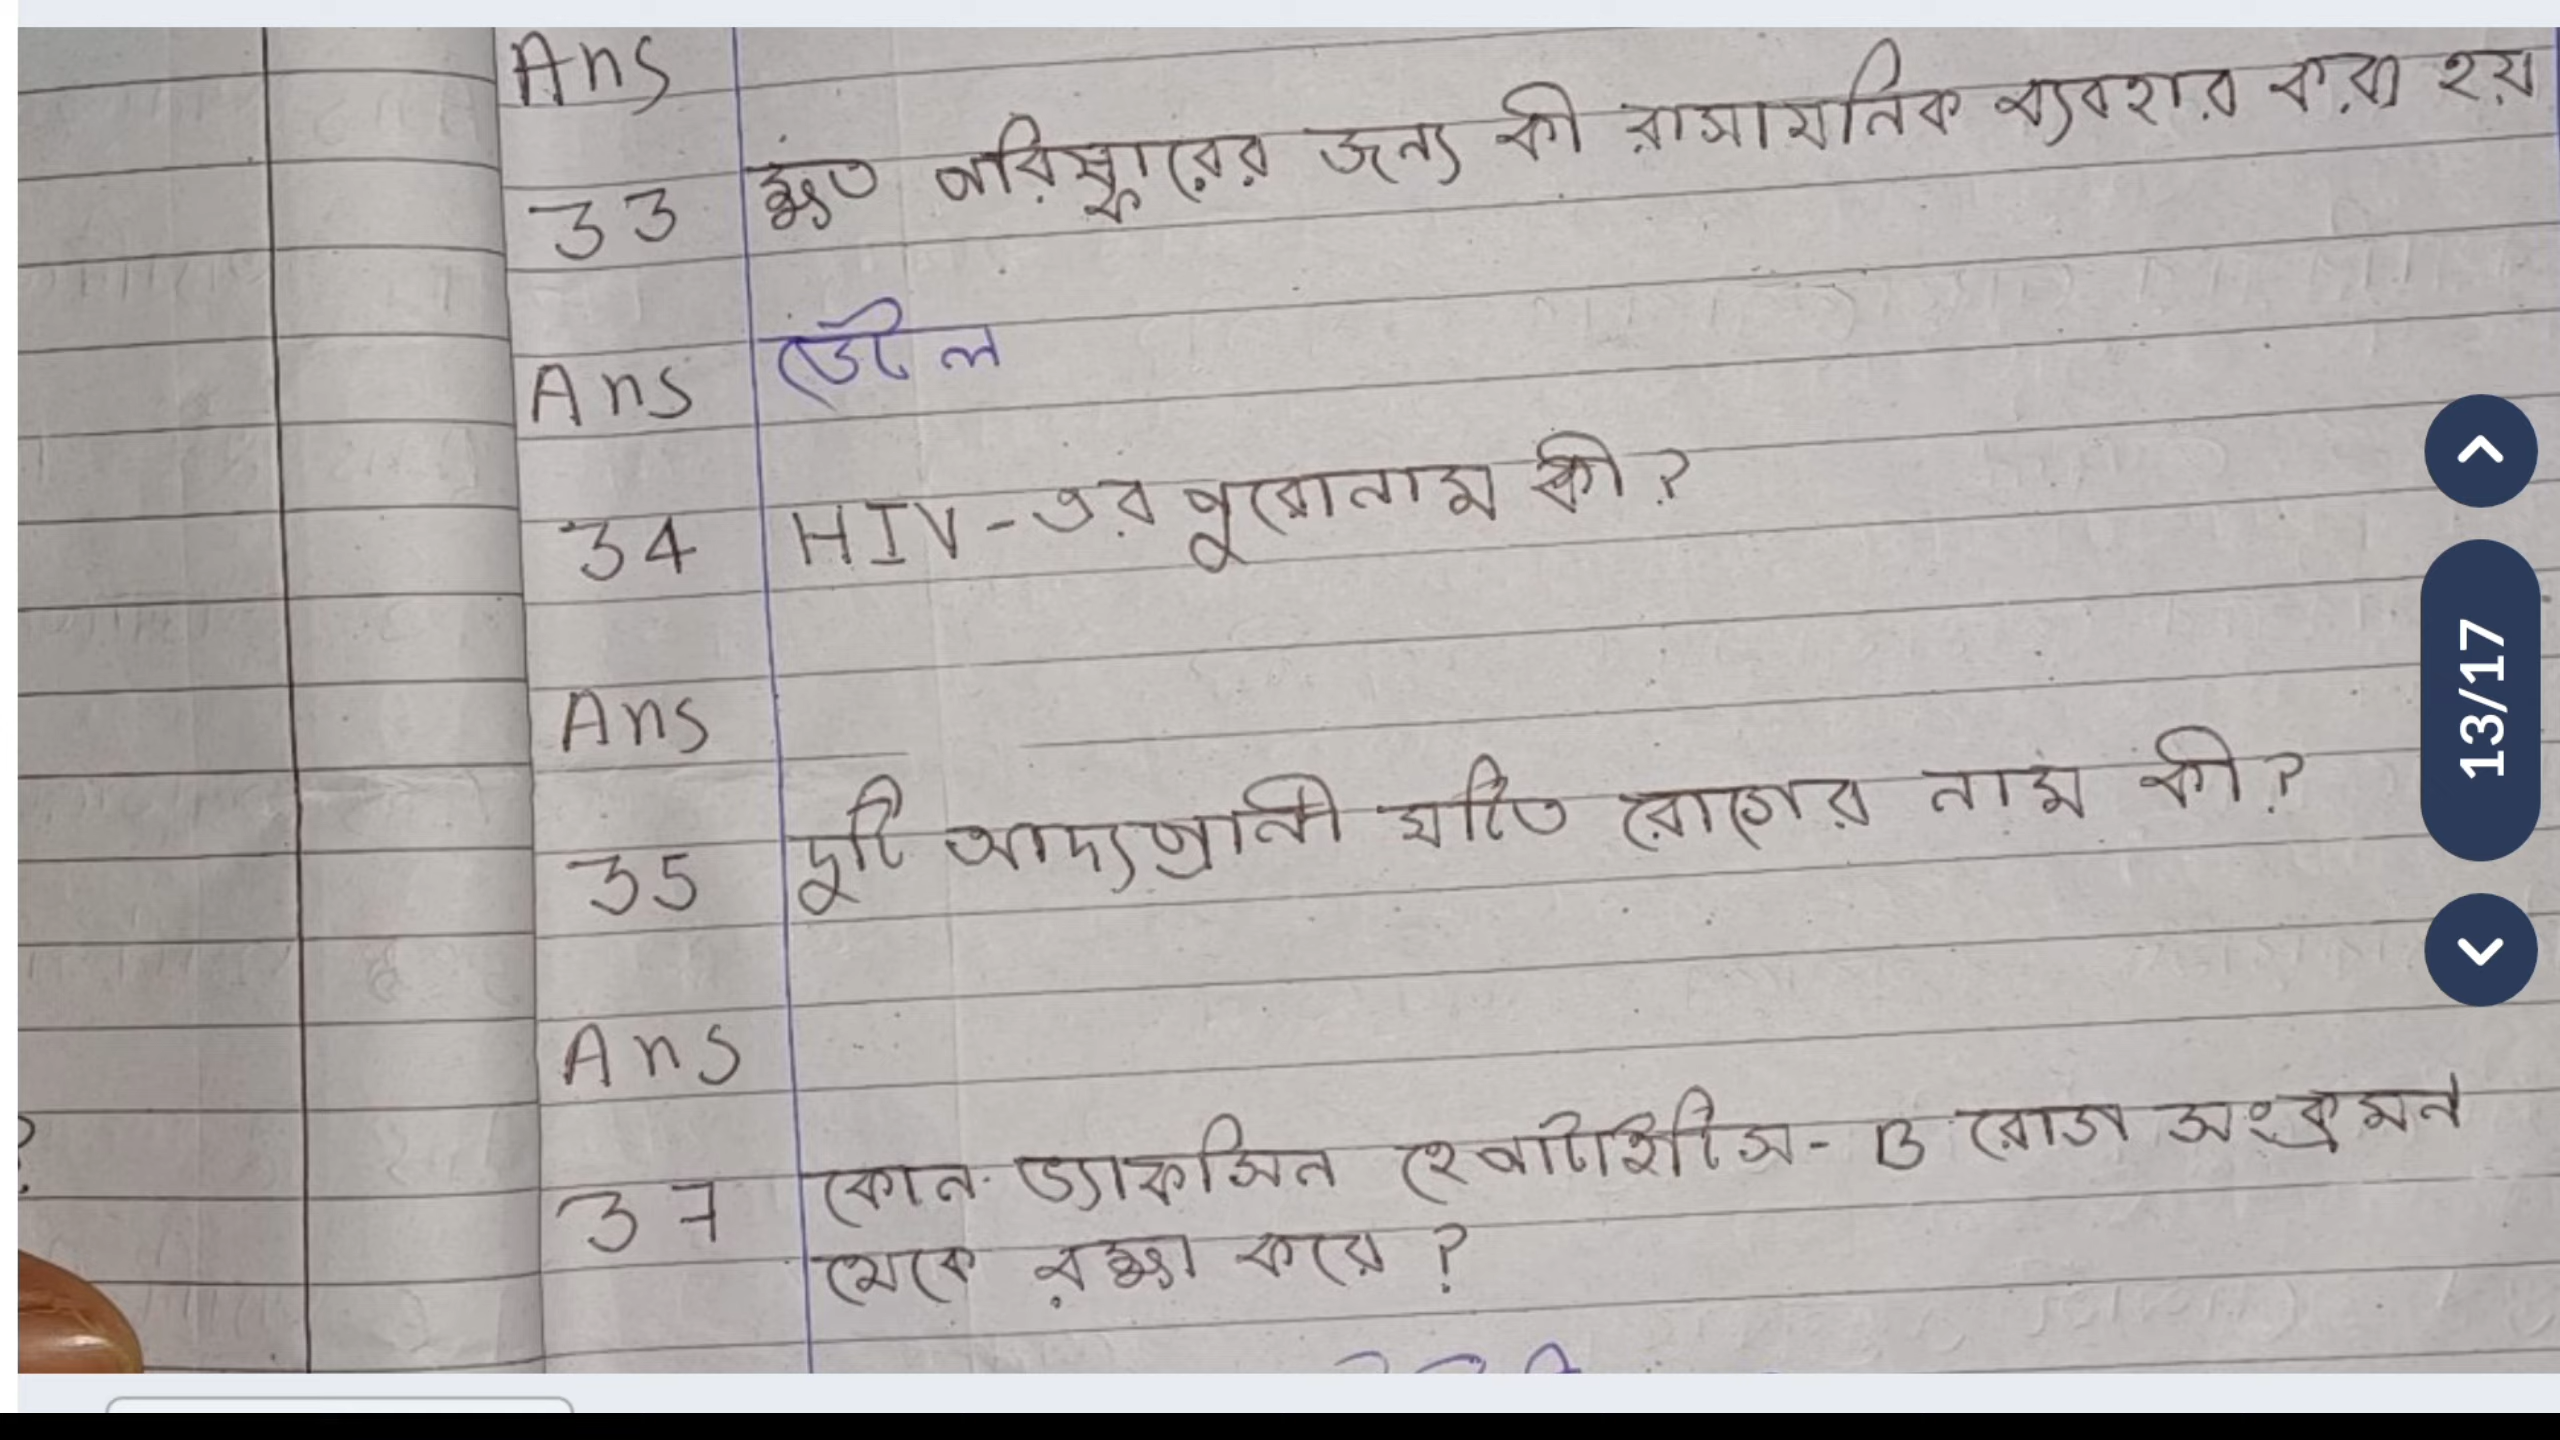 Ans
33 ক্ষত পরিস্কারের জন্য কী রাসায়নিক ব্যবহার করা হয়
Ans ডেটল
34 HIV-এর পুরোনাম কী?
Ans
35 দুটি আদ্যপ্রানী ঘটিত রোগের নাম কী?
Ans
37 কোন ভ্যাকসিন হেপাটাইটিস-B রোগ সংক্রমন
থেকে রক্ষা করে?
13/17